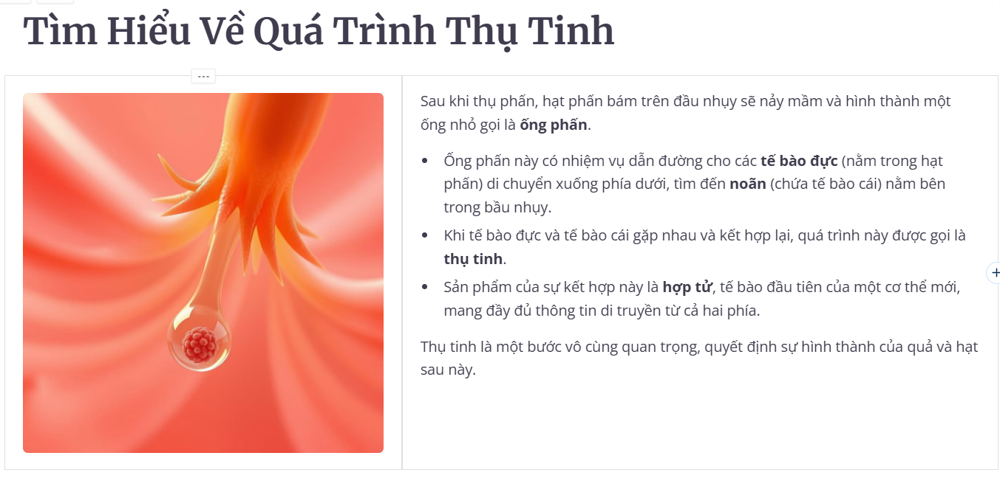 Tìm Hiểu Về Quá Trình Thụ Tinh
Sau khi thụ phấn, hạt phấn bám trên đầu nhụy sẽ nảy mầm và hình thành một
ống nhỏ gọi là ống phấn.
Ống phấn này có nhiệm vụ dẫn đường cho các tế bào đực (nằm trong hạt
phấn) di chuyển xuống phía dưới, tìm đến noãn (chứa tế bào cái) nằm bên
trong bầu nhụy.
Khi tế bào đực và tế bào cái gặp nhau và kết hợp lại, quá trình này được gọi là
thụ tinh.
Sản phẩm của sự kết hợp này là hợp tử, tế bào đầu tiên của một cơ thể mới,
mang đầy đủ thông tin di truyền từ cả hai phía.
Thụ tinh là một bước vô cùng quan trọng, quyết định sự hình thành của quả và hạt
sau này.